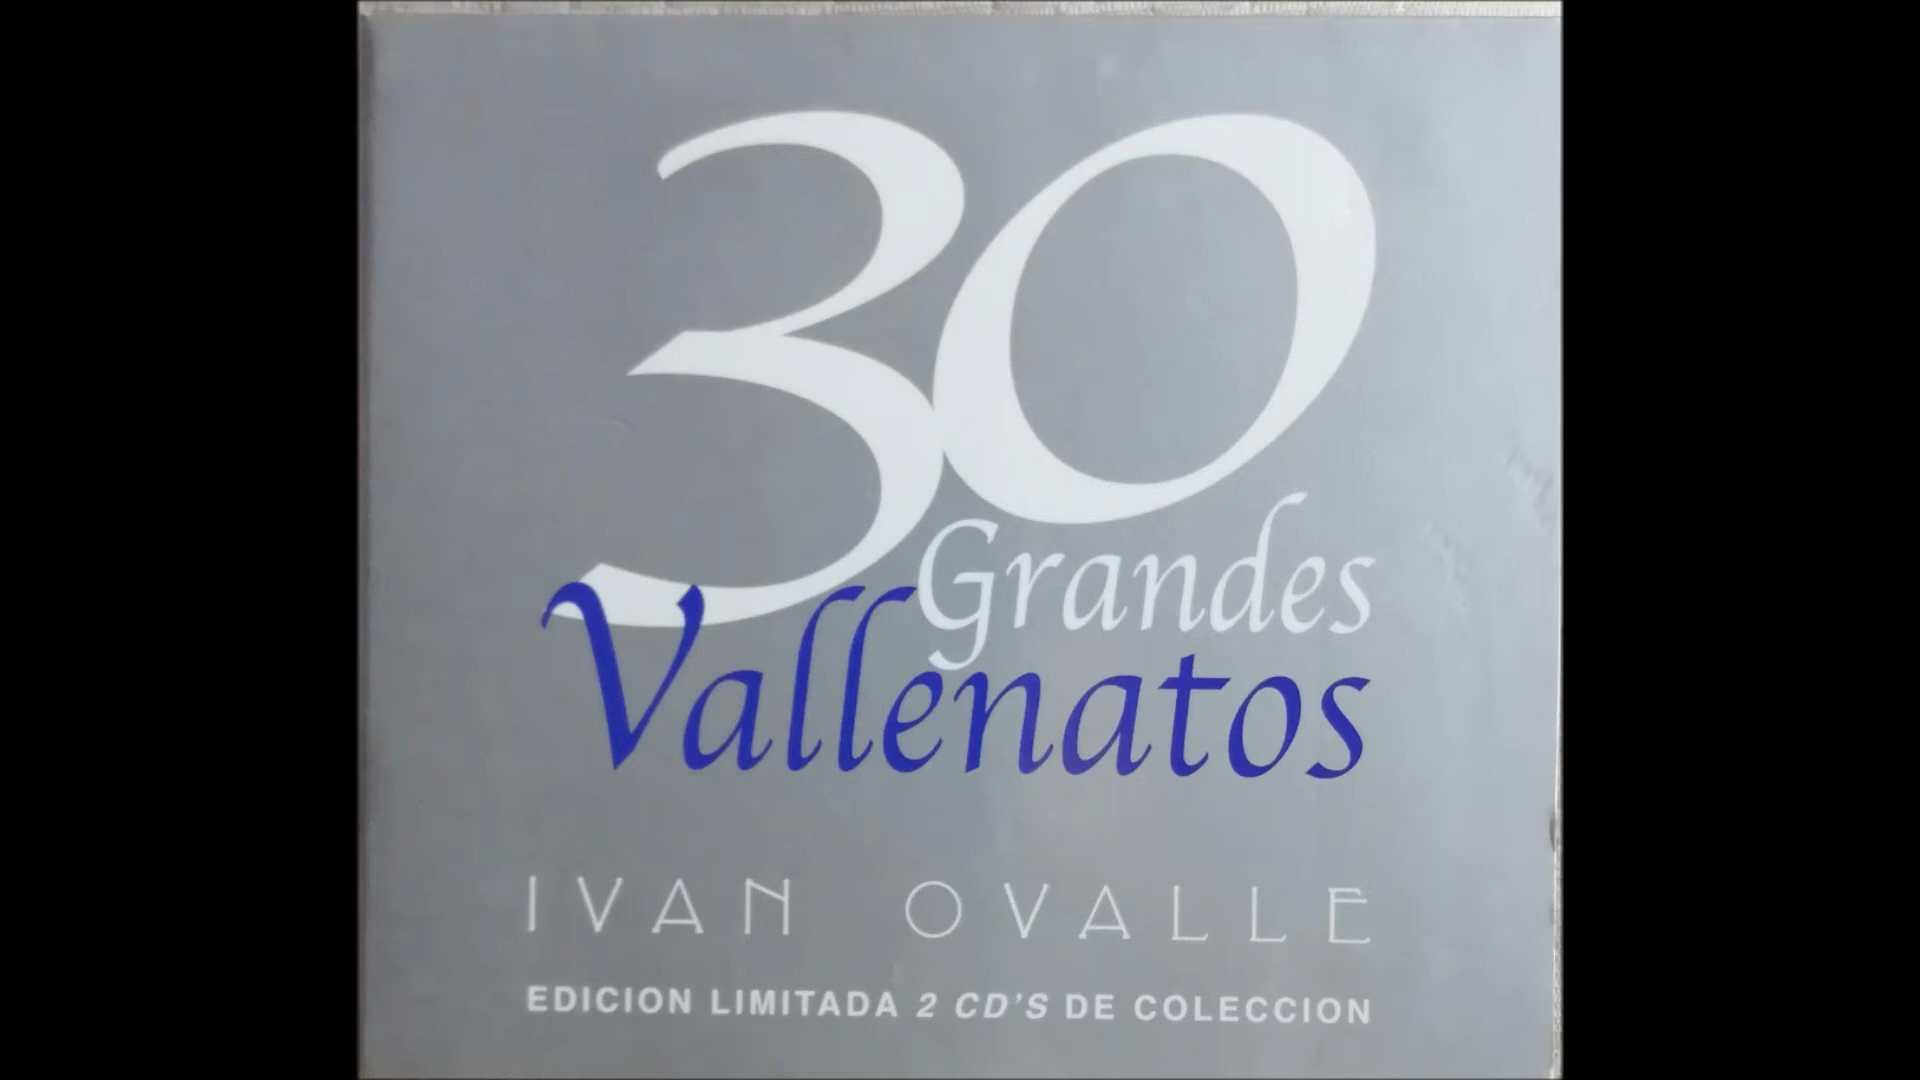 30
Grandes
Vallenatos
IVAN OVALLE
EDICION LIMITADA 2 CD'S DE COLECCION